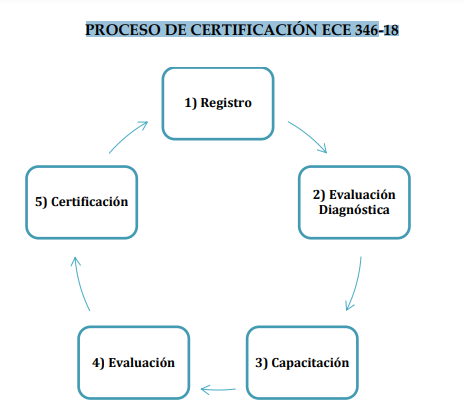 PROCESO DE CERTIFICACIÓN ECE 346-18
1) Registro
2) Evaluación
Diagnóstica
3) Capacitación
4) Evaluación
5) Certificación